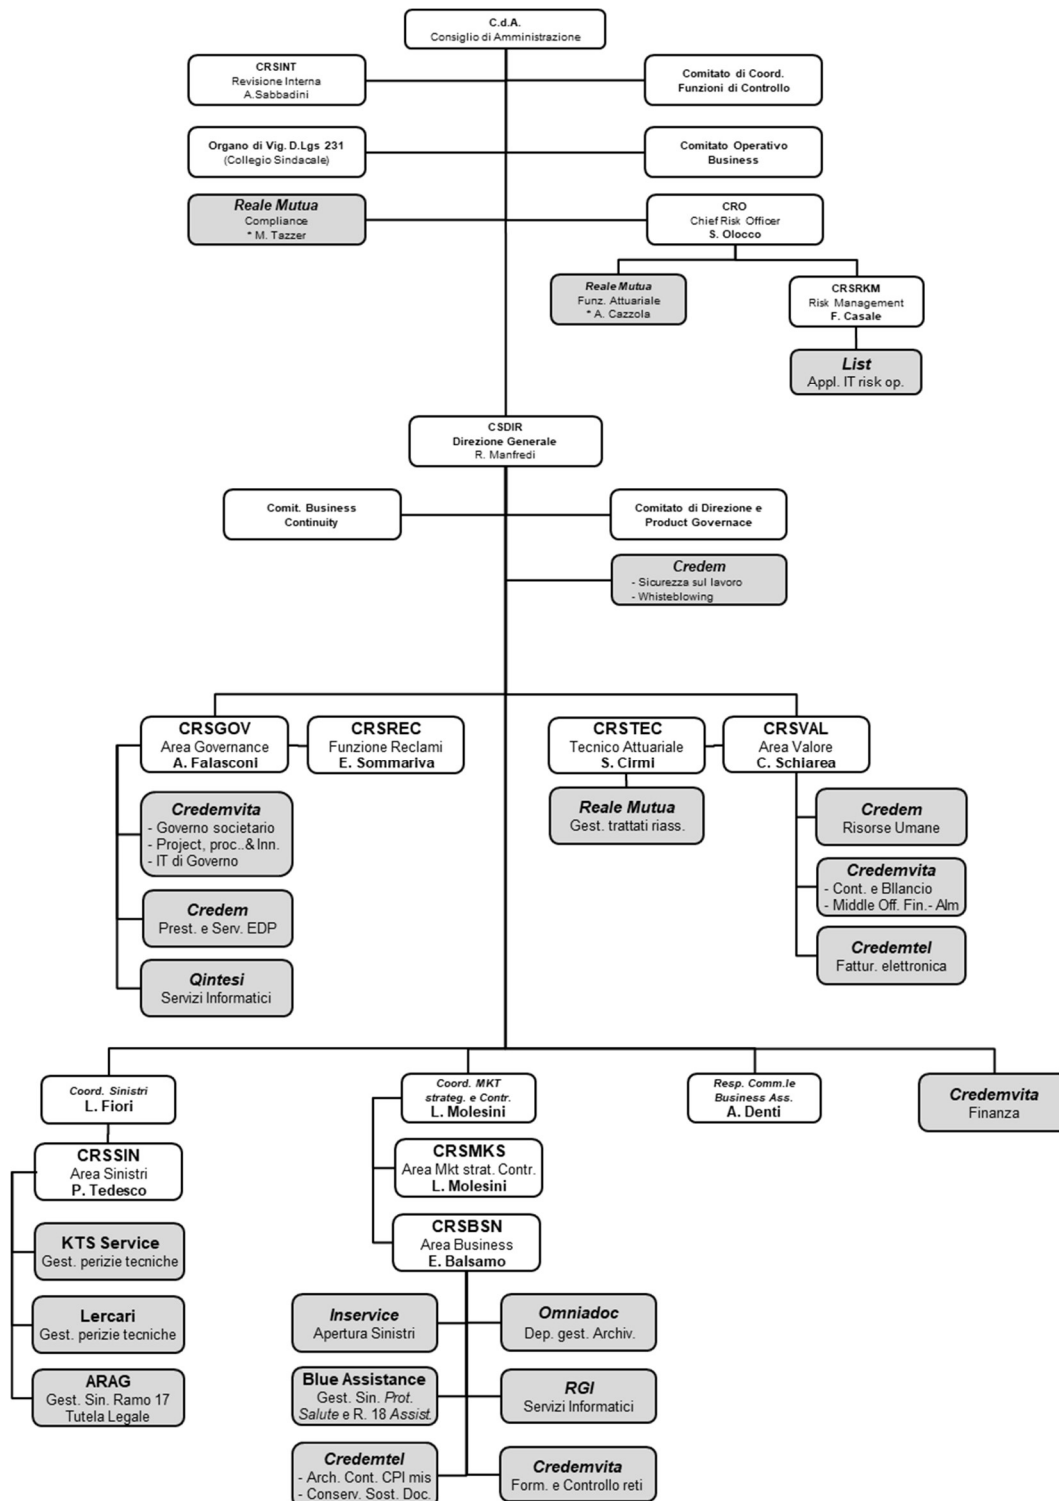 C.d.A.
Consiglio di Amministrazione
CRSINT
Revisione Interna
A.Sabbadini
Comitato di Coord.
Funzioni di Controllo
Organo di Vig. D.Lgs 231
(Collegio Sindacale)
Comitato Operativo
Business
Reale Mutua
Compliance
* M. Tazzer
CRO
Chief Risk Officer
S. Olocco
Reale Mutua
Funz. Attuariale
* A. Cazzola
CRSRKM
Risk Management
F. Casale
List
Appl. IT risk op.
CSDIR
Direzione Generale
R. Manfredi
Comit. Business
Continuity
Comitato di Direzione e
Product Governace
Credem
- Sicurezza sul lavoro
- Whisteblowing
CRSGOV
Area Governance
A. Falasconi
CRSREC
Funzione Reclami
E. Sommariva
CRSTEC
Tecnico Attuariale
S. Cirmi
CRSVAL
Area Valore
C. Schiarea
Credemvita
- Governo societario
- Project, proc..& Inn.
- IT di Governo
Reale Mutua
Gest. trattati riass.
Credem
Risorse Umane
Credemvita
- Cont. e BIlancio
- Middle Off. Fin.- Alm
Credem
Prest. e Serv. EDP
Credemtel
Fattur. elettronica
Qintesi
Servizi Informatici
Coord. Sinistri
L. Fiori
Coord. MKT
strateg. e Contr.
L. Molesini
Resp. Comm.le
Business Ass.
A. Denti
Credemvita
Finanza
CRSSIN
Area Sinistri
P. Tedesco
CRSMKS
Area Mkt strat. Contr.
L. Molesini
CRSBSN
Area Business
E. Balsamo
KTS Service
Gest. perizie tecniche
Lercari
Gest. perizie tecniche
ARAG
Gest. Sin. Ramo 17
Tutela Legale
Inservice
Apertura Sinistri
Omniadoc
Dep. gest. Archiv.
Blue Assistance
Gest. Sin. Prot.
Salute e R. 18 Assist.
RGI
Servizi Informatici
Credemtel
- Arch. Cont. CPI mis
- Conserv. Sost. Doc.
Credemvita
Form. e Controllo reti